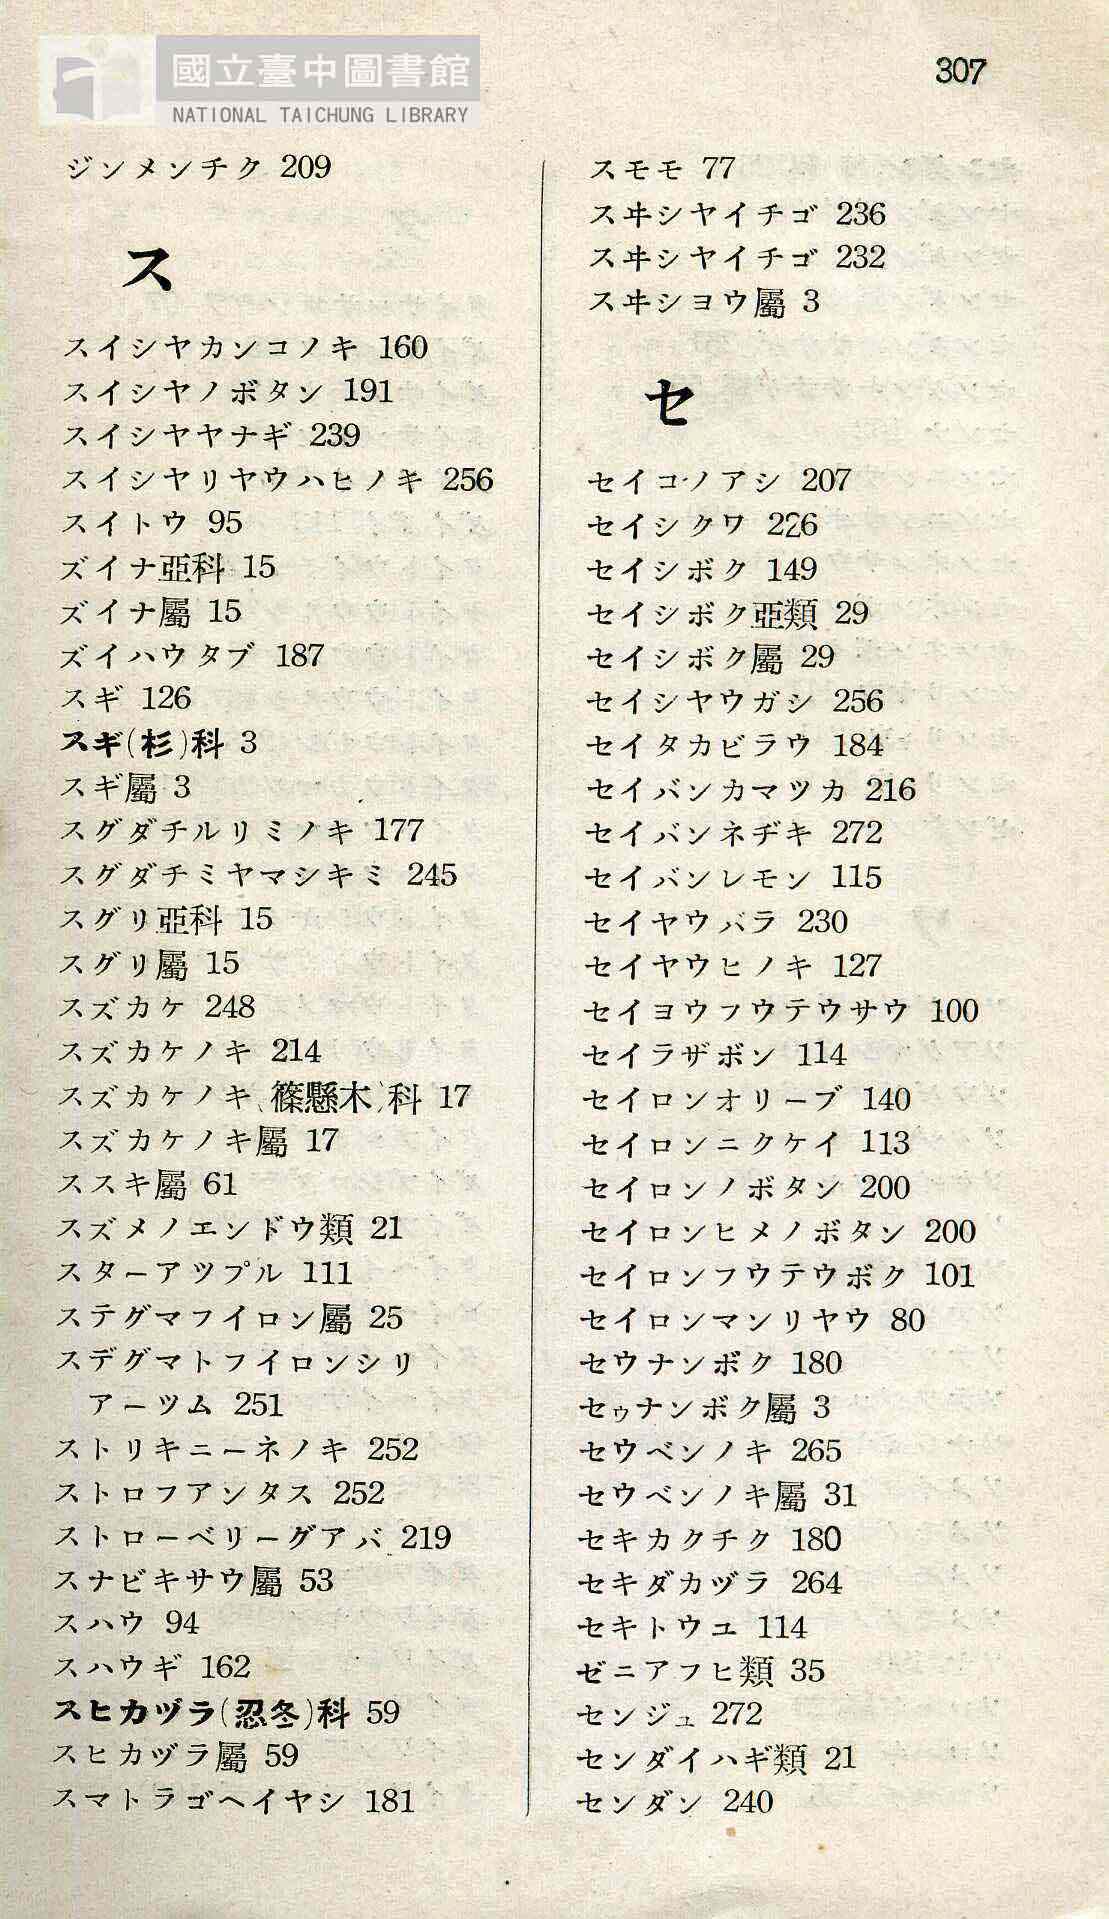 國立臺中圖書館
NATIONAL TAICHUNG LIBRARY
307
ジンメンチク 209
ス
スイシヤカンコノキ 160
スイシヤノボタン 191
スイシヤヤナギ 239
スイシヤリヤウハヒノキ 256
スイトウ 95
ズイナ亞科 15
ズイナ屬 15
ズイハウタブ 187
スギ 126
スギ(杉)科 3
スギ屬 3
スグダチルリミノキ 177
スグダチミヤマシキミ 245
スグリ亞科 15
スグリ屬 15
スズカケ 248
スズカケノキ 214
スズカケノキ(篠懸木)科 17
スズカケノキ屬 17
ススキ屬 61
スズメノエンドウ類 21
スターアツプル 111
ステグマフイロン屬 25
スデグマトフイロンシリ
アーツム 251
ストリキニーネノキ 252
ストロフアンタス 252
ストローベリーグアバ 219
スナビキサウ屬 53
スハウ 94
スハウギ 162
スヒカヅラ(忍冬)科 59
スヒカヅラ屬 59
スマトラゴヘイヤシ 181
スモモ 77
スヰシヤイチゴ 236
スヰシヤイチゴ 232
スヰシヨウ屬 3
セ
セイコノアシ 207
セイシクワ 226
セイシボク 149
セイシボク亞類 29
セイシボク屬 29
セイシヤウガシ 256
セイタカビラウ 184
セイバンカマツカ 216
セイバンネヂキ 272
セイバンレモン 115
セイヤウバラ 230
セイヤウヒノキ 127
セイヨウフウテウサウ 100
セイラザボン 114
セイロンオリーブ 140
セイロンニクケイ 113
セイロンノボタン 200
セイロンヒメノボタン 200
セイロンフウテウボク 101
セイロンマンリヤウ 80
セウナンボク 180
セゥナンボク屬 3
セウベンノキ 265
セウベンノキ屬 31
セキカクチク 180
セキダカヅラ 264
セキトウユ 114
ゼニアフヒ類 35
センジュ 272
センダイハギ類 21
センダン 240